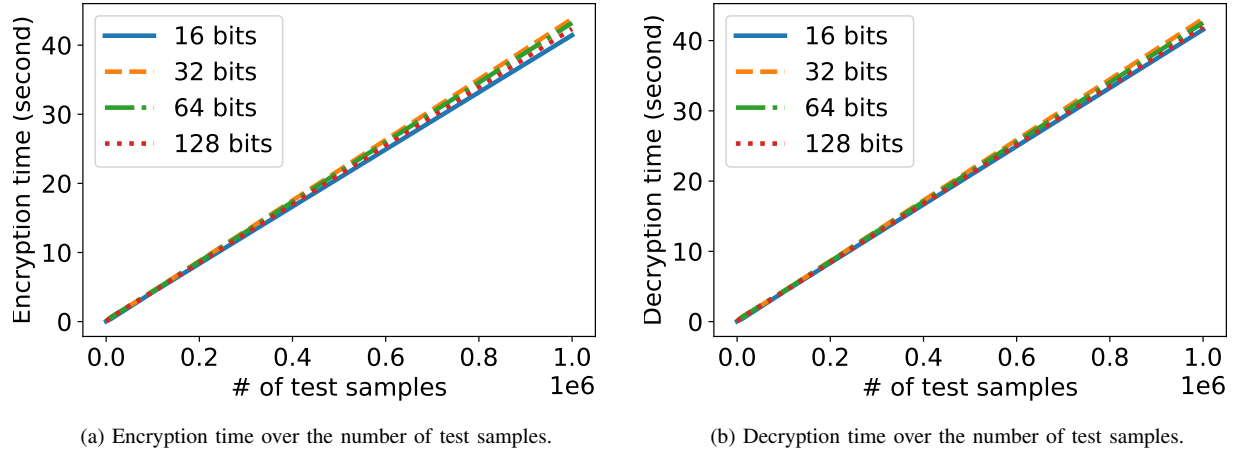 Encryption time (second)
40
30
20
10
0
16 bits
32 bits
64 bits
128 bits
0.0 0.2 0.4 0.6 0.8 1.0
# of test samples 1e6
(a) Encryption time over the number of test samples.
Decryption time (second)
40
30
20
10
0
16 bits
32 bits
64 bits
128 bits
0.0 0.2 0.4 0.6 0.8 1.0
# of test samples 1e6
(b) Decryption time over the number of test samples.